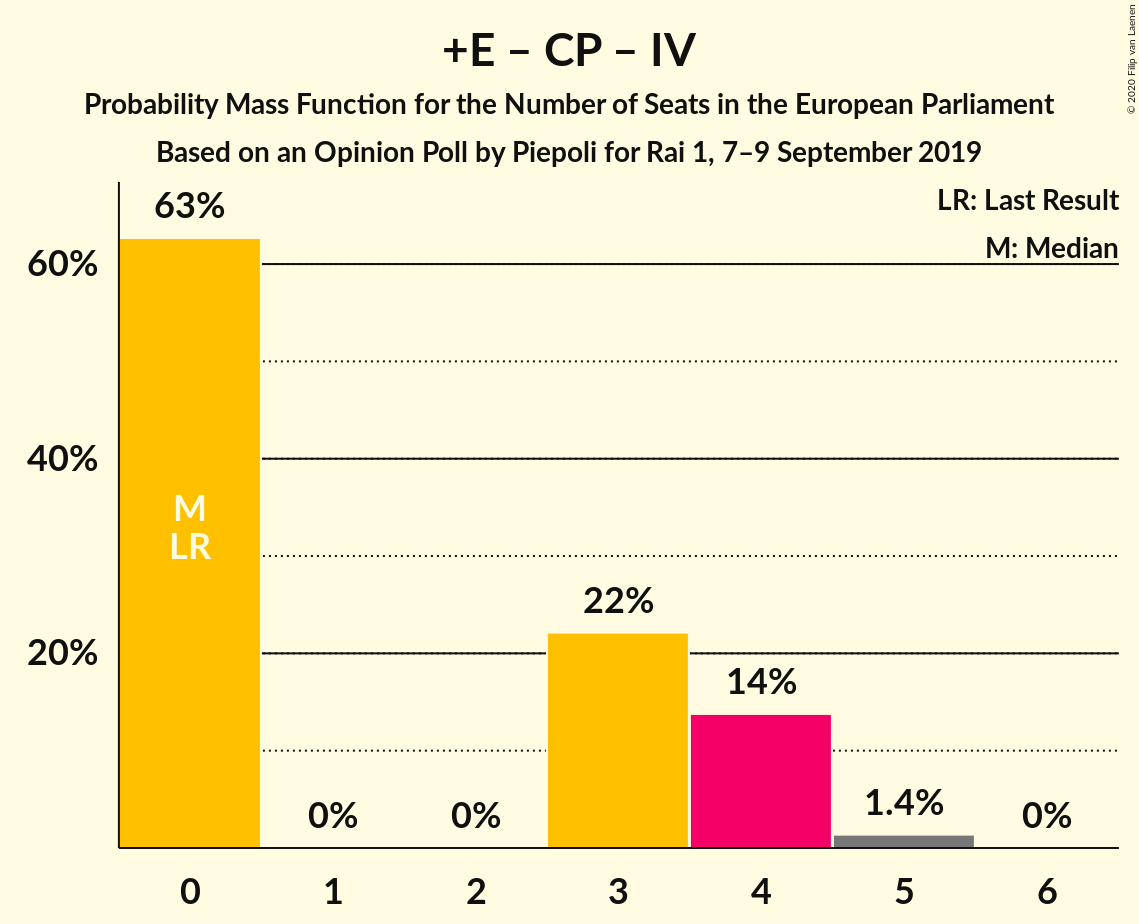 +E – CP – IV
Probability Mass Function for the Number of Seats in the European Parliament
Based on an Opinion Poll by Piepoli for Rai 1, 7–9 September 2019
© 2020 Filip van Laenen
LR: Last Result
M: Median
63%
60%
40%
M
LR
22%
20%
14%
0%
0%
1.4%
0%
0
1
2
3
4
5
6